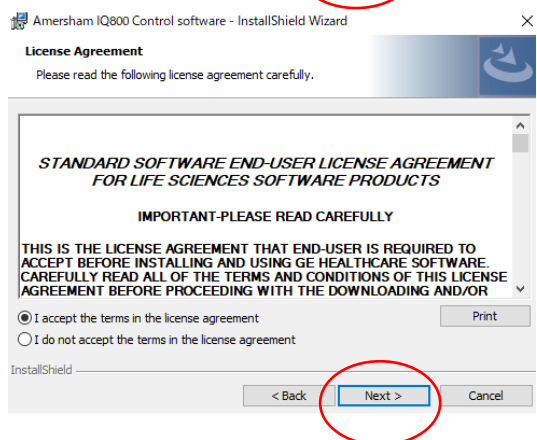 Amersham IQ800 Control software - InstallShield Wizard
License Agreement
Please read the following license agreement carefully.
STANDARD SOFTWARE END-USER LICENSE AGREEMENT
FOR LIFE SCIENCES SOFTWARE PRODUCTS
IMPORTANT-PLEASE READ CAREFULLY
THIS IS THE LICENSE AGREEMENT THAT END-USER IS REQUIRED TO
ACCEPT BEFORE INSTALLING AND USING GE HEALTHCARE SOFTWARE.
CAREFULLY READ ALL OF THE TERMS AND CONDITIONS OF THIS LICENSE
AGREEMENT BEFORE PROCEEDING WITH THE DOWNLOADING AND/OR
I accept the terms in the license agreement
Print
I do not accept the terms in the license agreement
InstallShield
< Back
Next >
Cancel